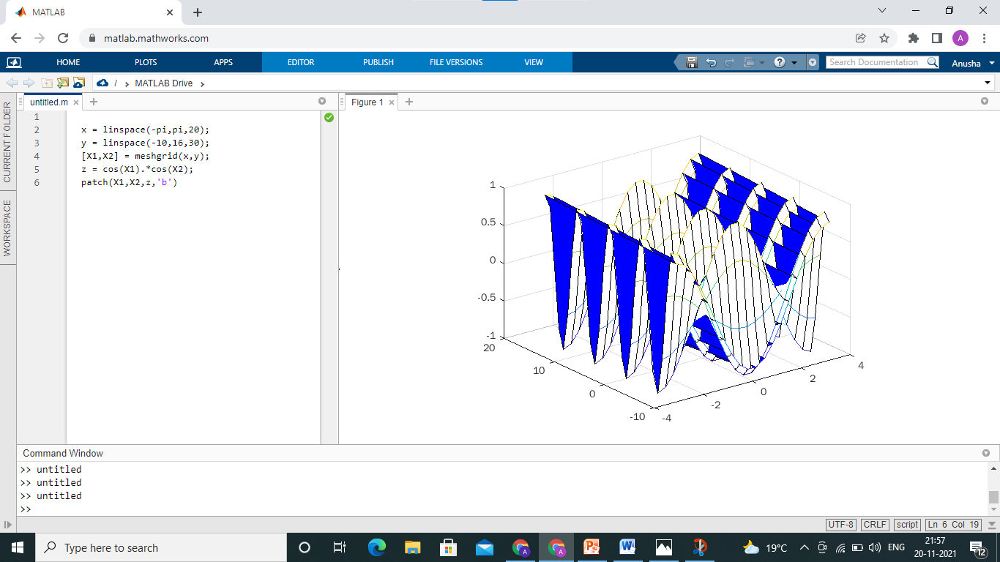 MATLAB
matlab.mathworks.com
A
HOME PLOTS APPS EDITOR PUBLISH FILE VERSIONS VIEW
Search Documentation
Anusha
/ MATLAB Drive
CURRENT FOLDER
WORKSPACE
untitled.m
1
2 x = linspace(-pi,pi,20);
3 y = linspace(-10,16,30);
4 [X1,X2] = meshgrid(x,y);
5 z = cos(X1).*cos(X2);
6 patch(X1,X2,z,'b')
Figure 1
1
0.5
0
-0.5
-1
20
10
0
-10
-4
-2
0
2
4
Command Window
>> untitled
>> untitled
>> untitled
>>
UTF-8 CRLF script Ln 6 Col 19
Type here to search
A
A
19°C
ENG
21:57
20-11-2021
12